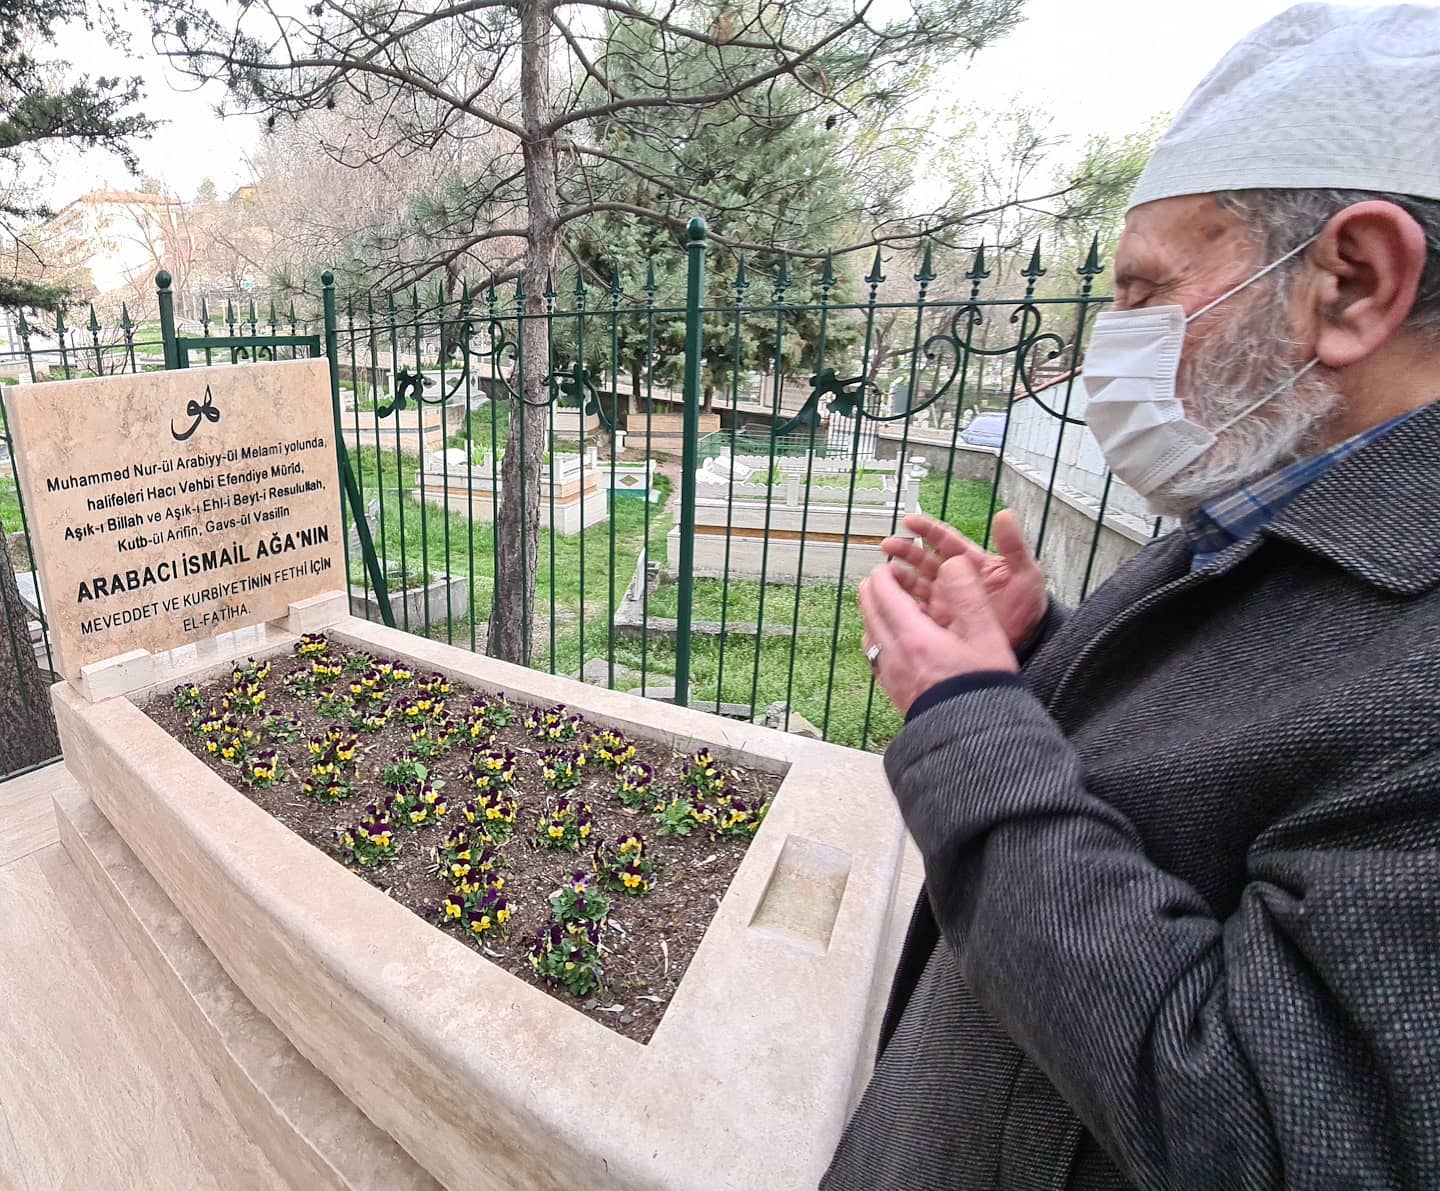 هو
Muhammed Nur-ül Arabiyy-ül Melamî yolunda,
halifeleri Hacı Vehbi Efendiye Mürid,
Aşık-ı Billah ve Aşık-ı Ehl-i Beyt-i Resulullah,
Kutb-ül Arifîn, Gavs-ül Vasilîn
ARABACI İSMAİL AĞA'NIN
MEVEDDET VE KURBİYETİNİN FETHİ İÇİN
EL-FATİHA.